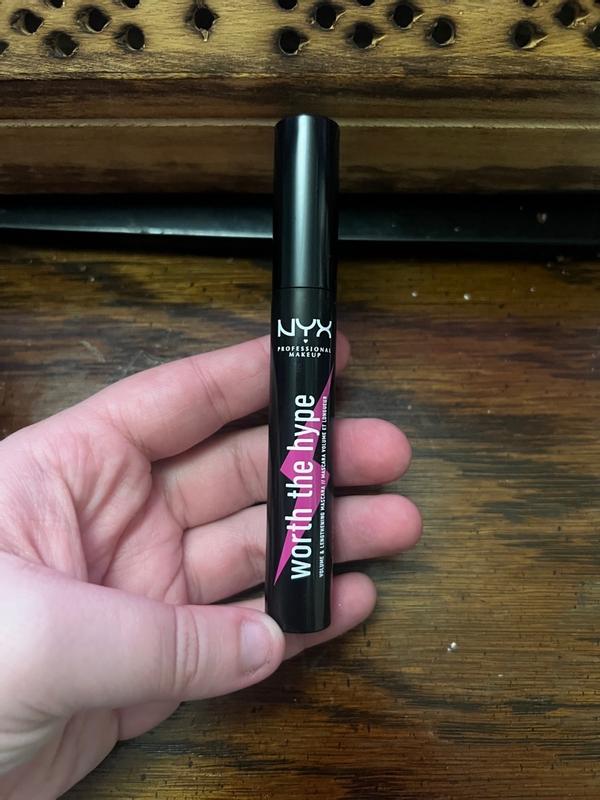 NYX
PROFESSIONAL
MAKEUP
worth the hype
VOLUME & LENGTHENING MASCARA // MASCARA VOLUME ET LONGUEUR